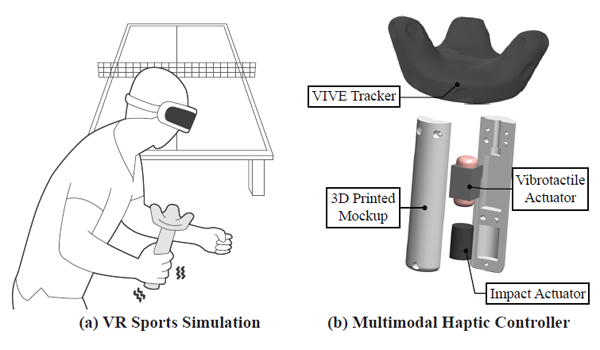 VIVE Tracker
3D Printed
Mockup
Vibrotactile
Actuator
Impact Actuator
(a) VR Sports Simulation
(b) Multimodal Haptic Controller